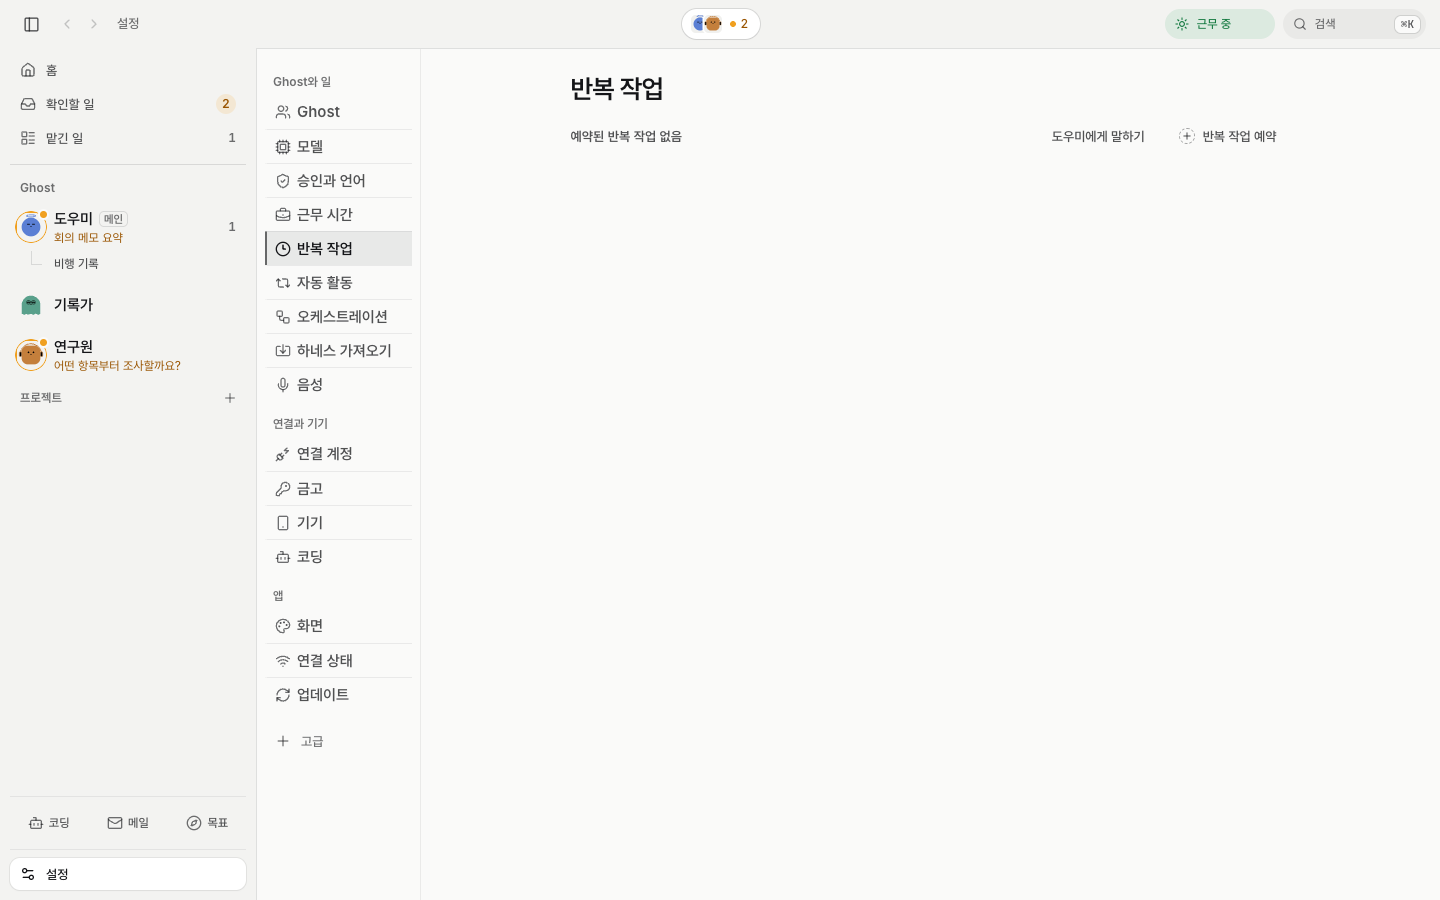 설정
2
근무 중
검색
⌘K
홈
확인할 일
2
맡긴 일
1
Ghost
도우미
메인
회의 메모 요약
1
비행 기록
기록가
연구원
어떤 항목부터 조사할까요?
프로젝트
코딩
메일
목표
설정
Ghost와 일
Ghost
모델
승인과 언어
근무 시간
반복 작업
자동 활동
오케스트레이션
하네스 가져오기
음성
연결과 기기
연결 계정
금고
기기
코딩
앱
화면
연결 상태
업데이트
고급
반복 작업
예약된 반복 작업 없음
도우미에게 말하기
반복 작업 예약